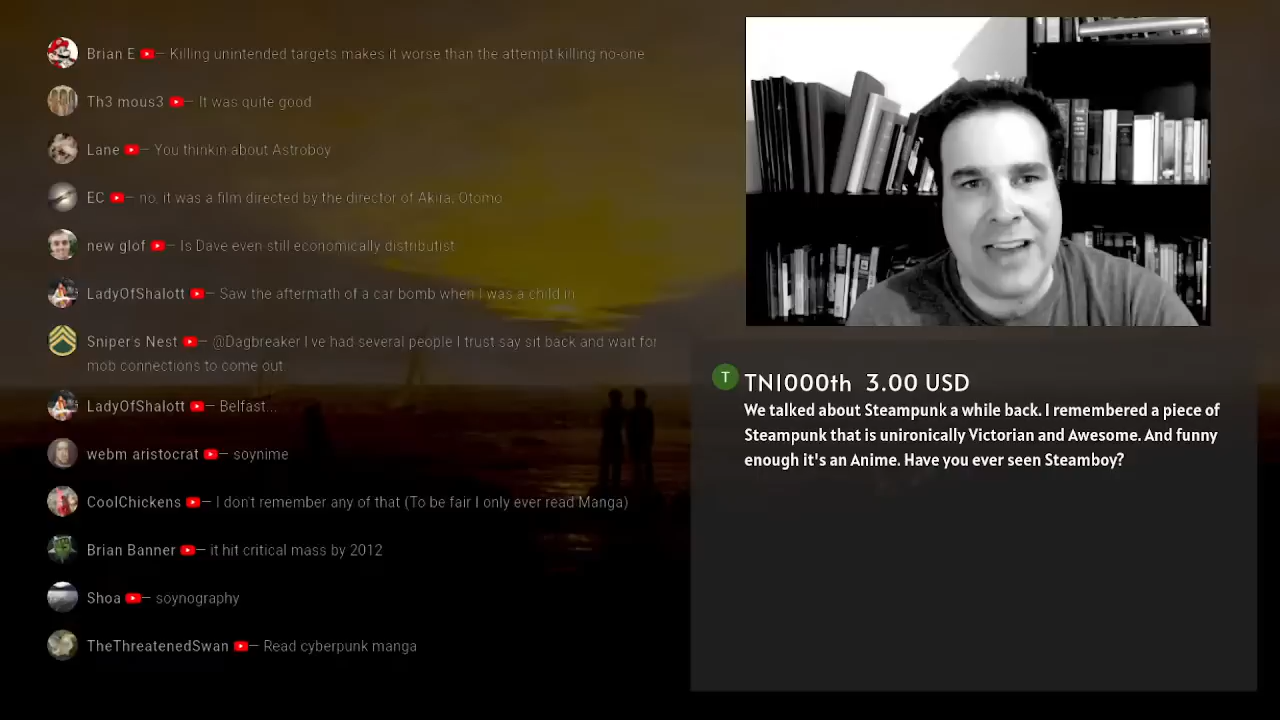 Brian E — Killing unintended targets makes it worse than the attempt killing no-one
Th3 mous3 — It was quite good
Lane — You thinkin about Astroboy
EC — no, it was a film directed by the director of Akira, Otomo
new glof — Is Dave even still economically distributist
LadyOfShalott — Saw the aftermath of a car bomb when I was a child in
Sniper's Nest — @Dagbreaker I ve had several people I trust say sit back and wait for
mob connections to come out.
LadyOfShalott — Belfast...
webm aristocrat — soynime
CoolChickens — I don't remember any of that (To be fair I only ever read Manga)
Brian Banner — it hit critical mass by 2012
Shoa — soynography
TheThreatenedSwan — Read cyberpunk manga
T TN1000th 3.00 USD
We talked about Steampunk a while back. I remembered a piece of
Steampunk that is unironically Victorian and Awesome. And funny
enough it's an Anime. Have you ever seen Steamboy?